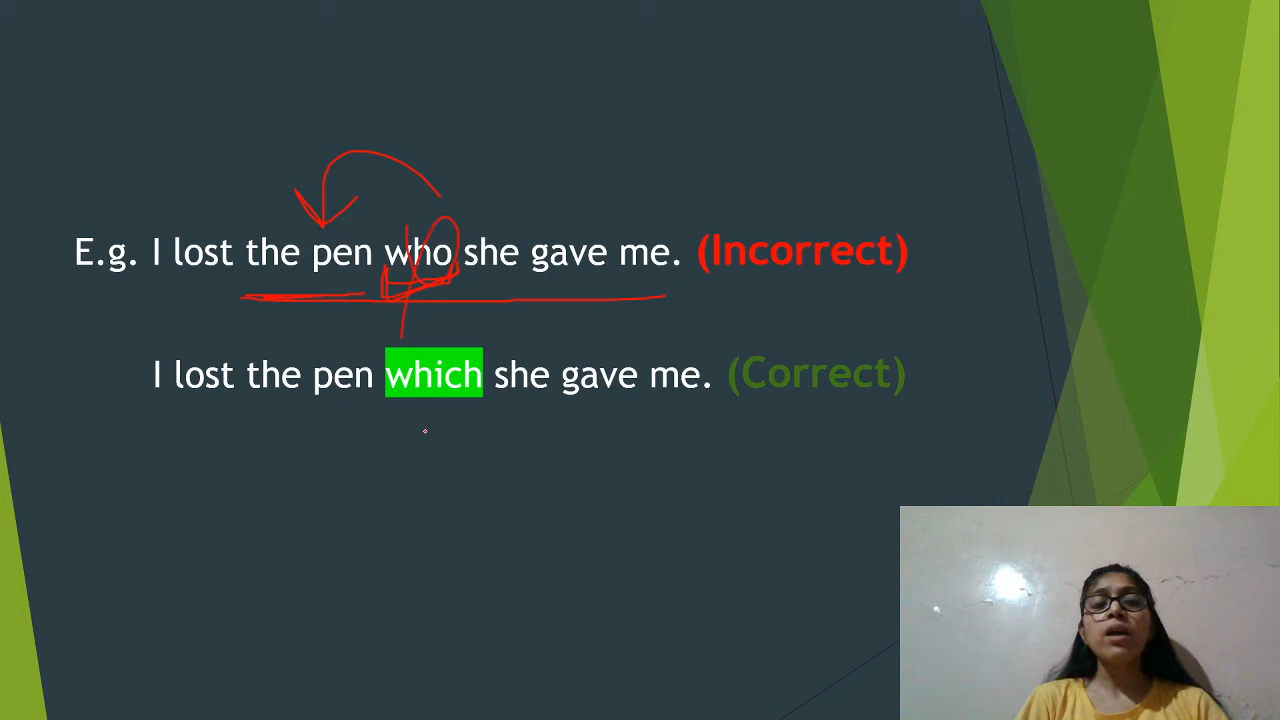 E.g. I lost the pen who she gave me. (Incorrect)
I lost the pen which she gave me. (Correct)